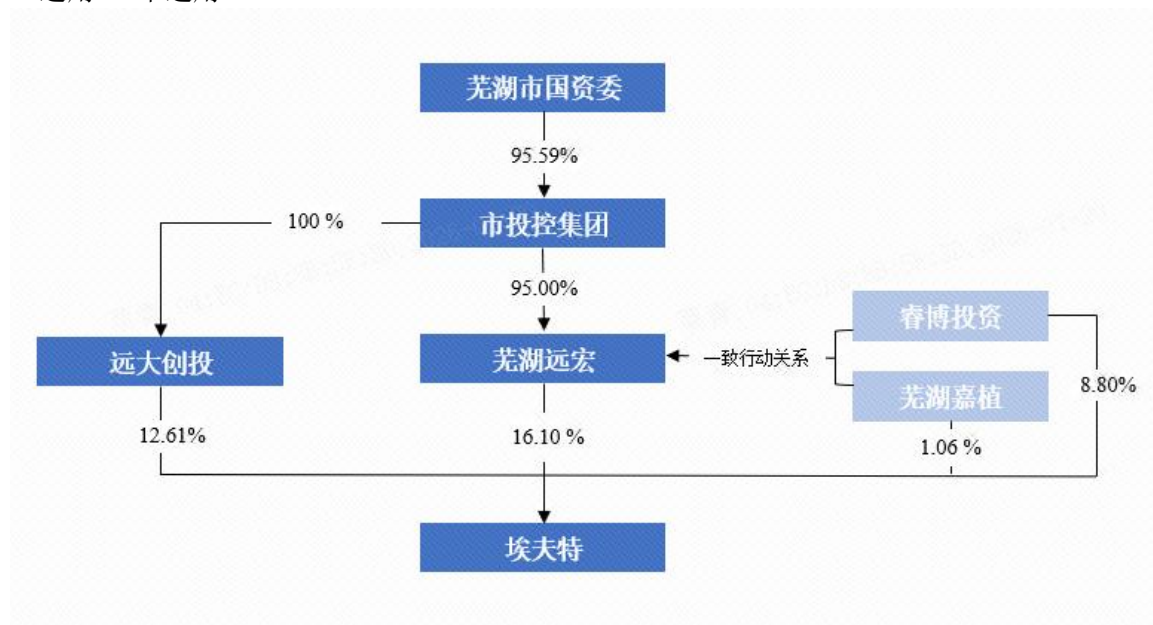 芜湖市国资委
95.59%
100 %
市投控集团
95.00%
睿博投资
远大创投
芜湖远宏
一致行动关系
8.80%
芜湖嘉植
12.61%
16.10 %
1.06 %
埃夫特